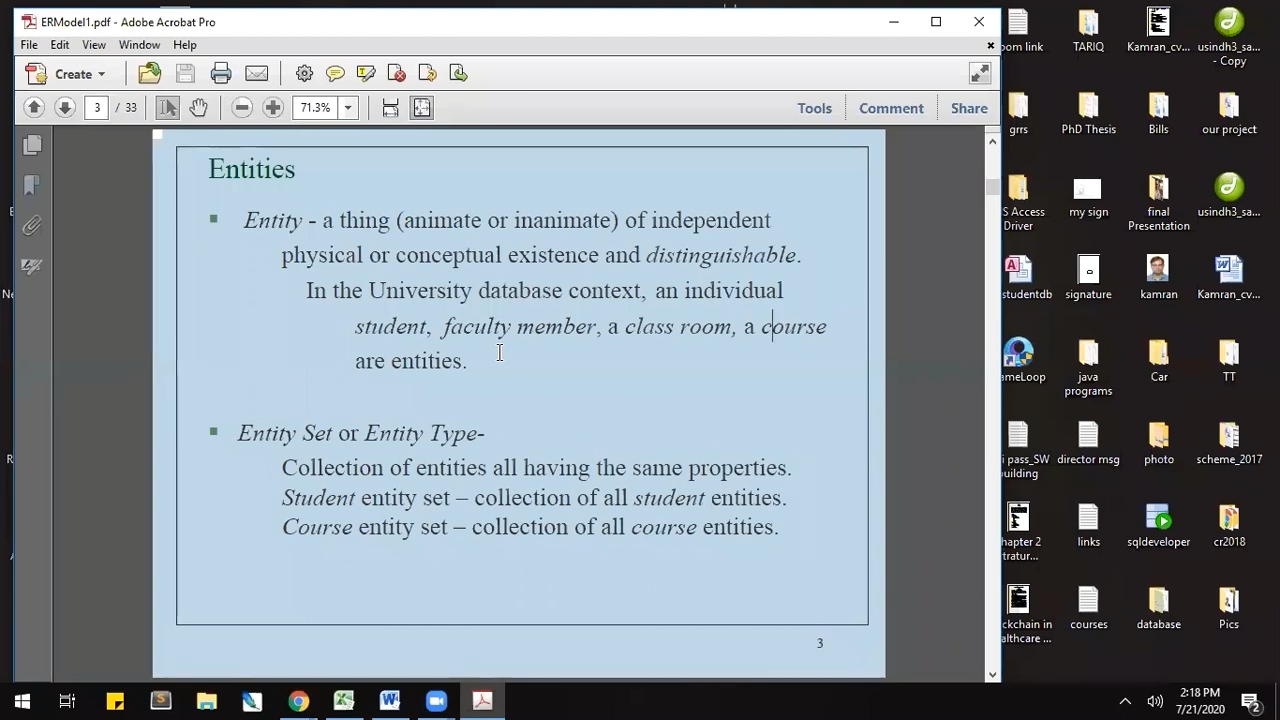 ERModel1.pdf - Adobe Acrobat Pro
File Edit View Window Help
Create
3 / 33
71.3%
Tools Comment Share
Entities
Entity - a thing (animate or inanimate) of independent
physical or conceptual existence and distinguishable.
In the University database context, an individual
student, faculty member, a class room, a course
are entities.
Entity Set or Entity Type-
Collection of entities all having the same properties.
Student entity set – collection of all student entities.
Course entity set – collection of all course entities.
3
oom link
TARIQ
Kamran_cv...
usindh3_sa...
- Copy
grrs
PhD Thesis
Bills
our project
S Access
Driver
my sign
final
Presentation
usindh3_sa...
studentdb
signature
kamran
Kamran_cv...
ameLoop
java
programs
Car
TT
i pass_SW
building
director msg
photo
scheme_2017
hapter 2
links
sqldeveloper
cr2018
ckchain in
courses
database
Pics
2:18 PM
7/21/2020
2